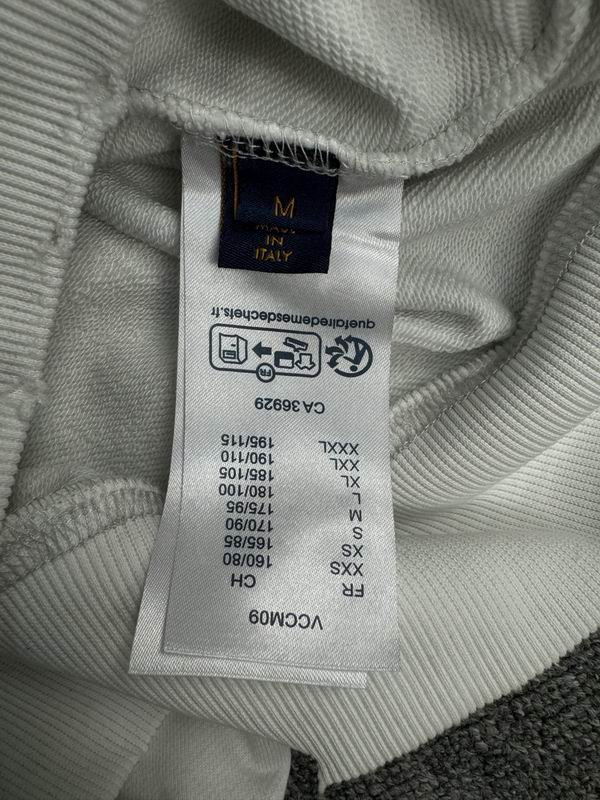 M
MADE
IN
ITALY
VCCM09
FR CH
XXS 160/80
XS 165/85
S 170/90
M 175/95
L 180/100
XL 185/105
XXL 190/110
XXXL 195/115
CA 36929
FR
quefairedemesdechets.fr